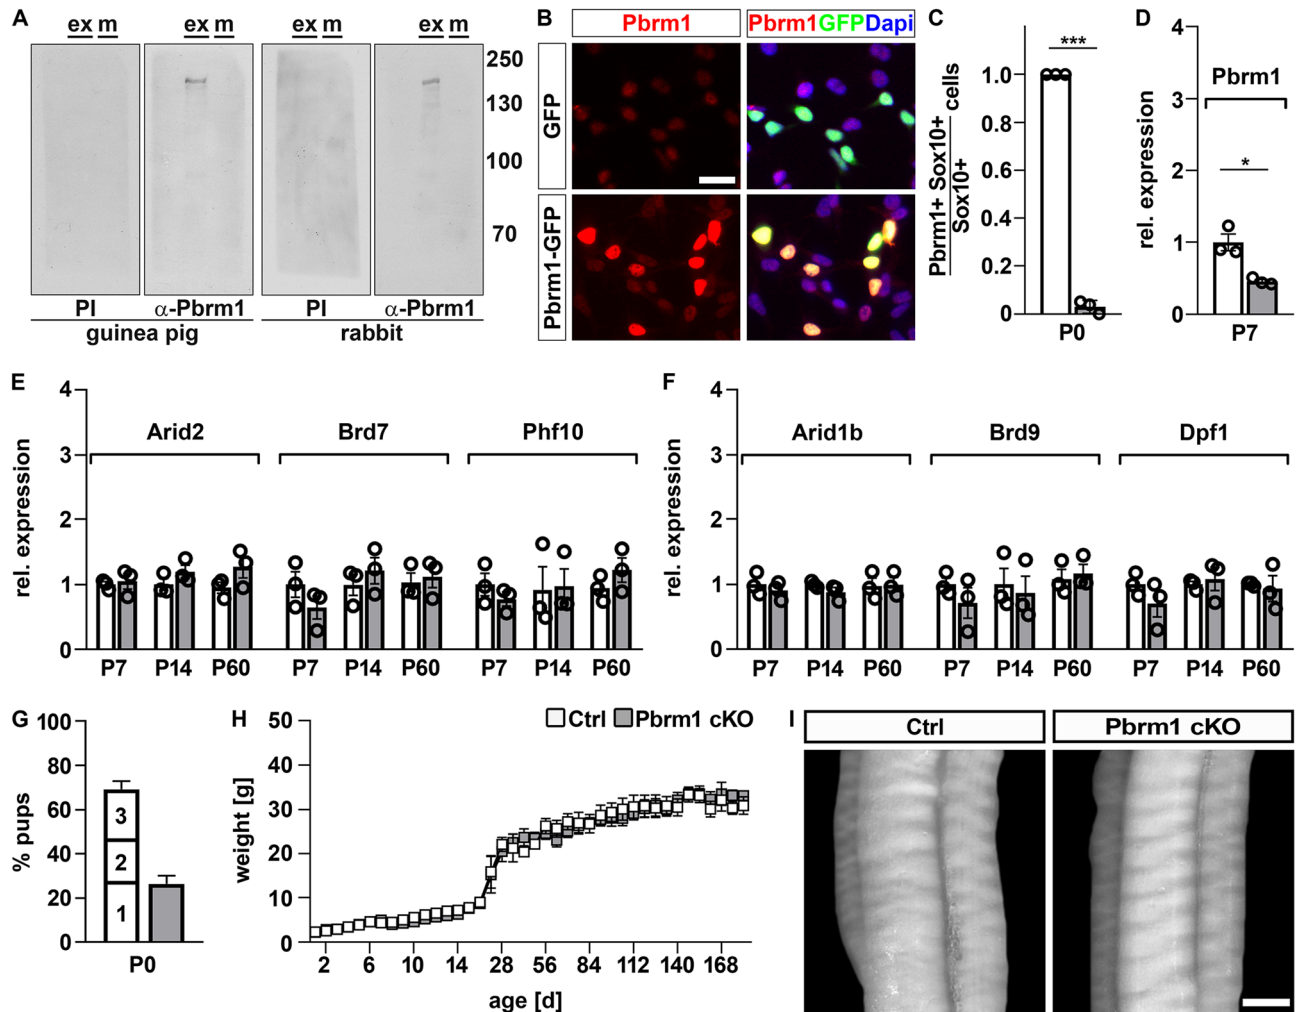 A
ex m
ex m
ex m
ex m
250
130
100
70
PI
α-Pbrm1
PI
α-Pbrm1
guinea pig
rabbit
B
Pbrm1
Pbrm1GFPDapi
GFP
Pbrm1-GFP
C
Pbrm1+ Sox10+
Sox10+
cells
***
1.0
0.8
0.6
0.4
0.2
0
P0
D
rel. expression
4
3
2
1
0
Pbrm1
*
P7
E
rel. expression
4
3
2
1
0
Arid2
Brd7
Phf10
P7 P14 P60
P7 P14 P60
P7 P14 P60
F
rel. expression
4
3
2
1
0
Arid1b
Brd9
Dpf1
P7 P14 P60
P7 P14 P60
P7 P14 P60
G
% pups
100
80
60
40
20
0
3
2
1
P0
H
Ctrl
Pbrm1 cKO
weight [g]
50
40
30
20
10
0
2 6 10 14 28 56 84 112 140 168
age [d]
I
Ctrl
Pbrm1 cKO